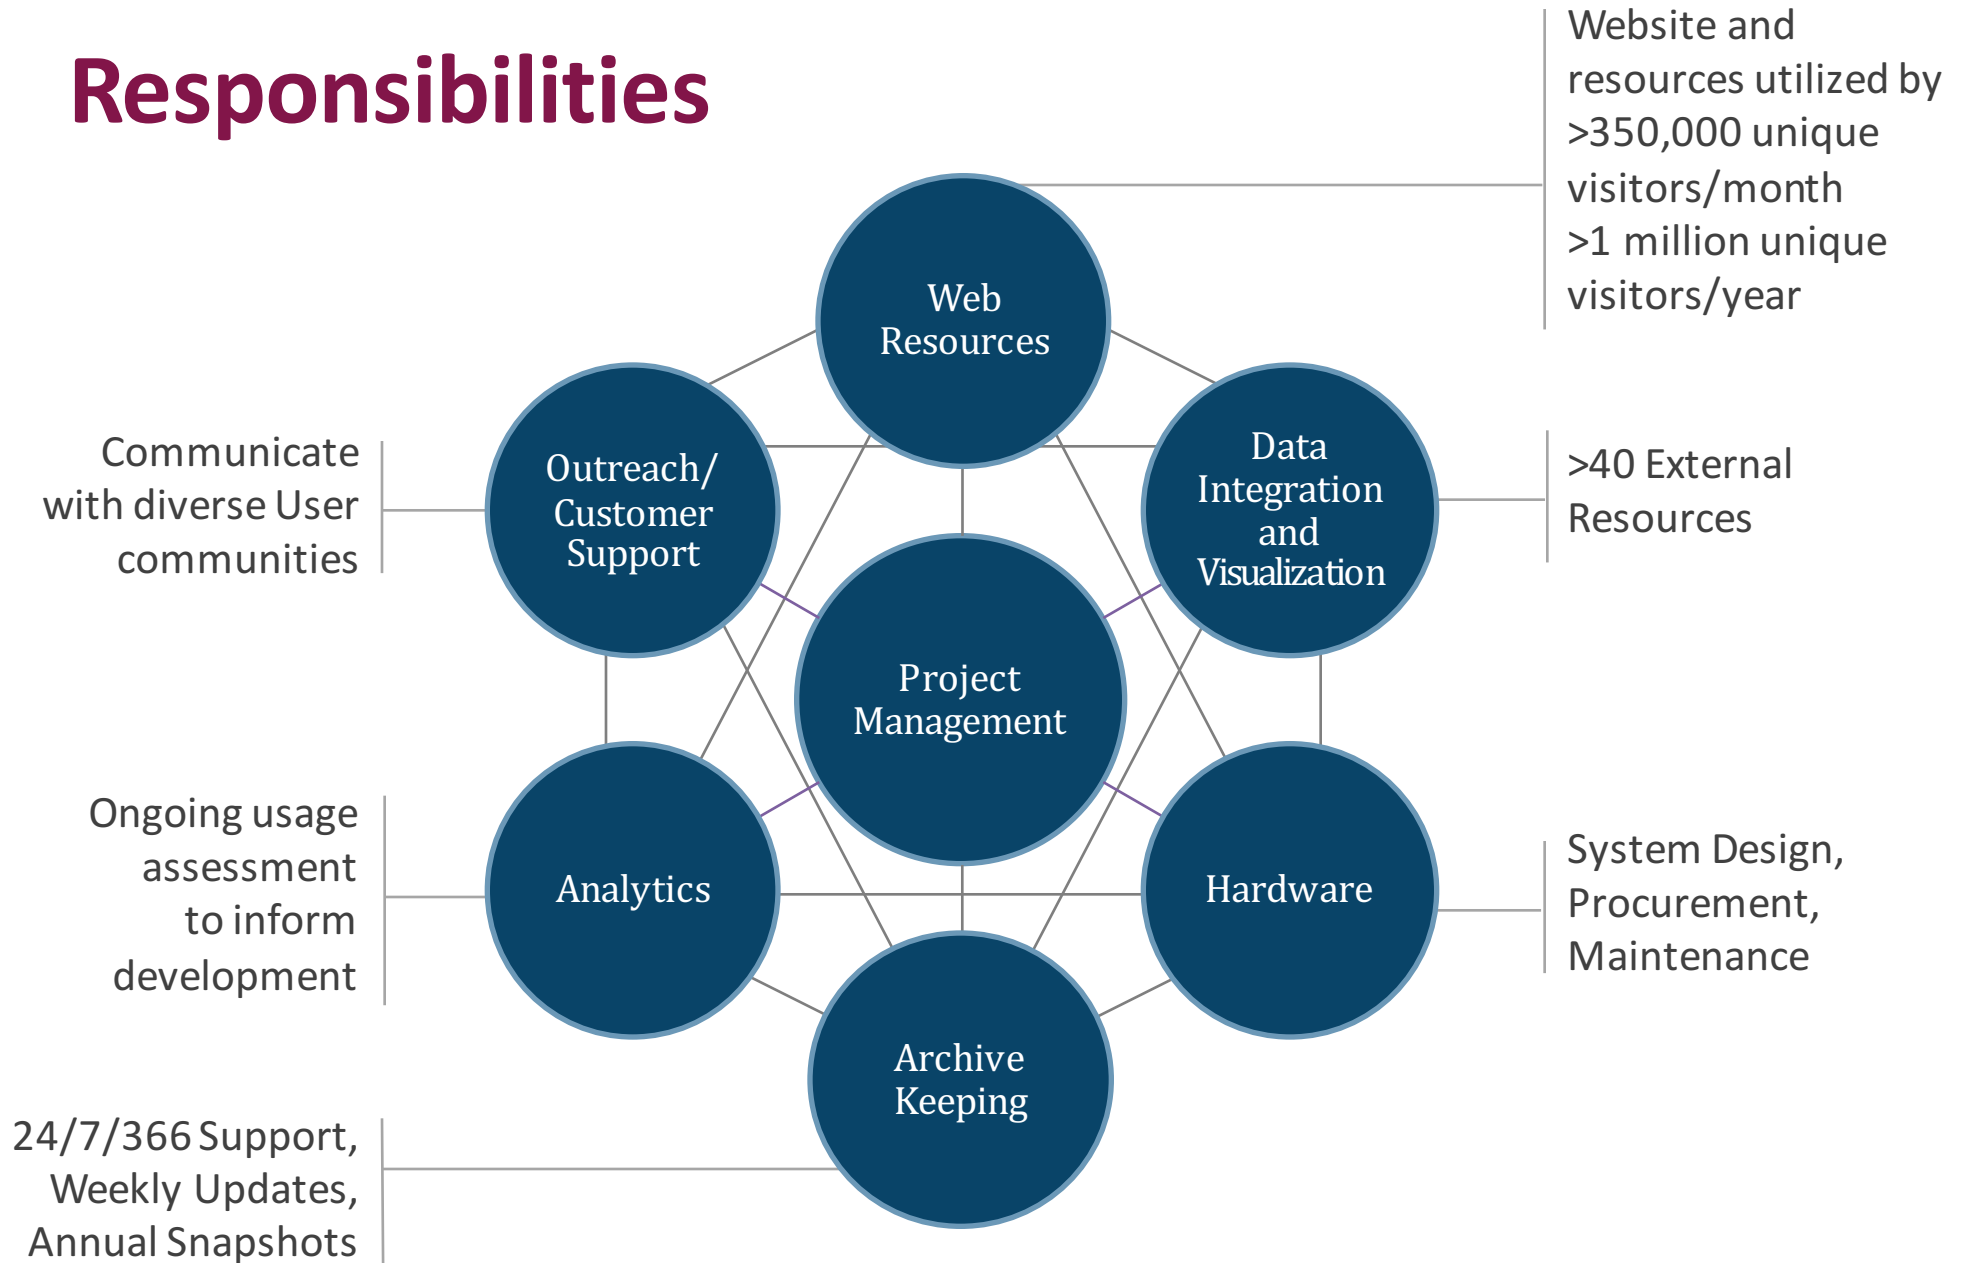 Responsibilities
Website and
resources utilized by
>350,000 unique
visitors/month
>1 million unique
visitors/year
Web
Resources
Communicate
with diverse User
communities
Outreach/
Customer
Support
Data
Integration
and
Visualization
>40 External
Resources
Project
Management
Ongoing usage
assessment
to inform
development
Analytics
Hardware
System Design,
Procurement,
Maintenance
Archive
Keeping
24/7/366 Support,
Weekly Updates,
Annual Snapshots